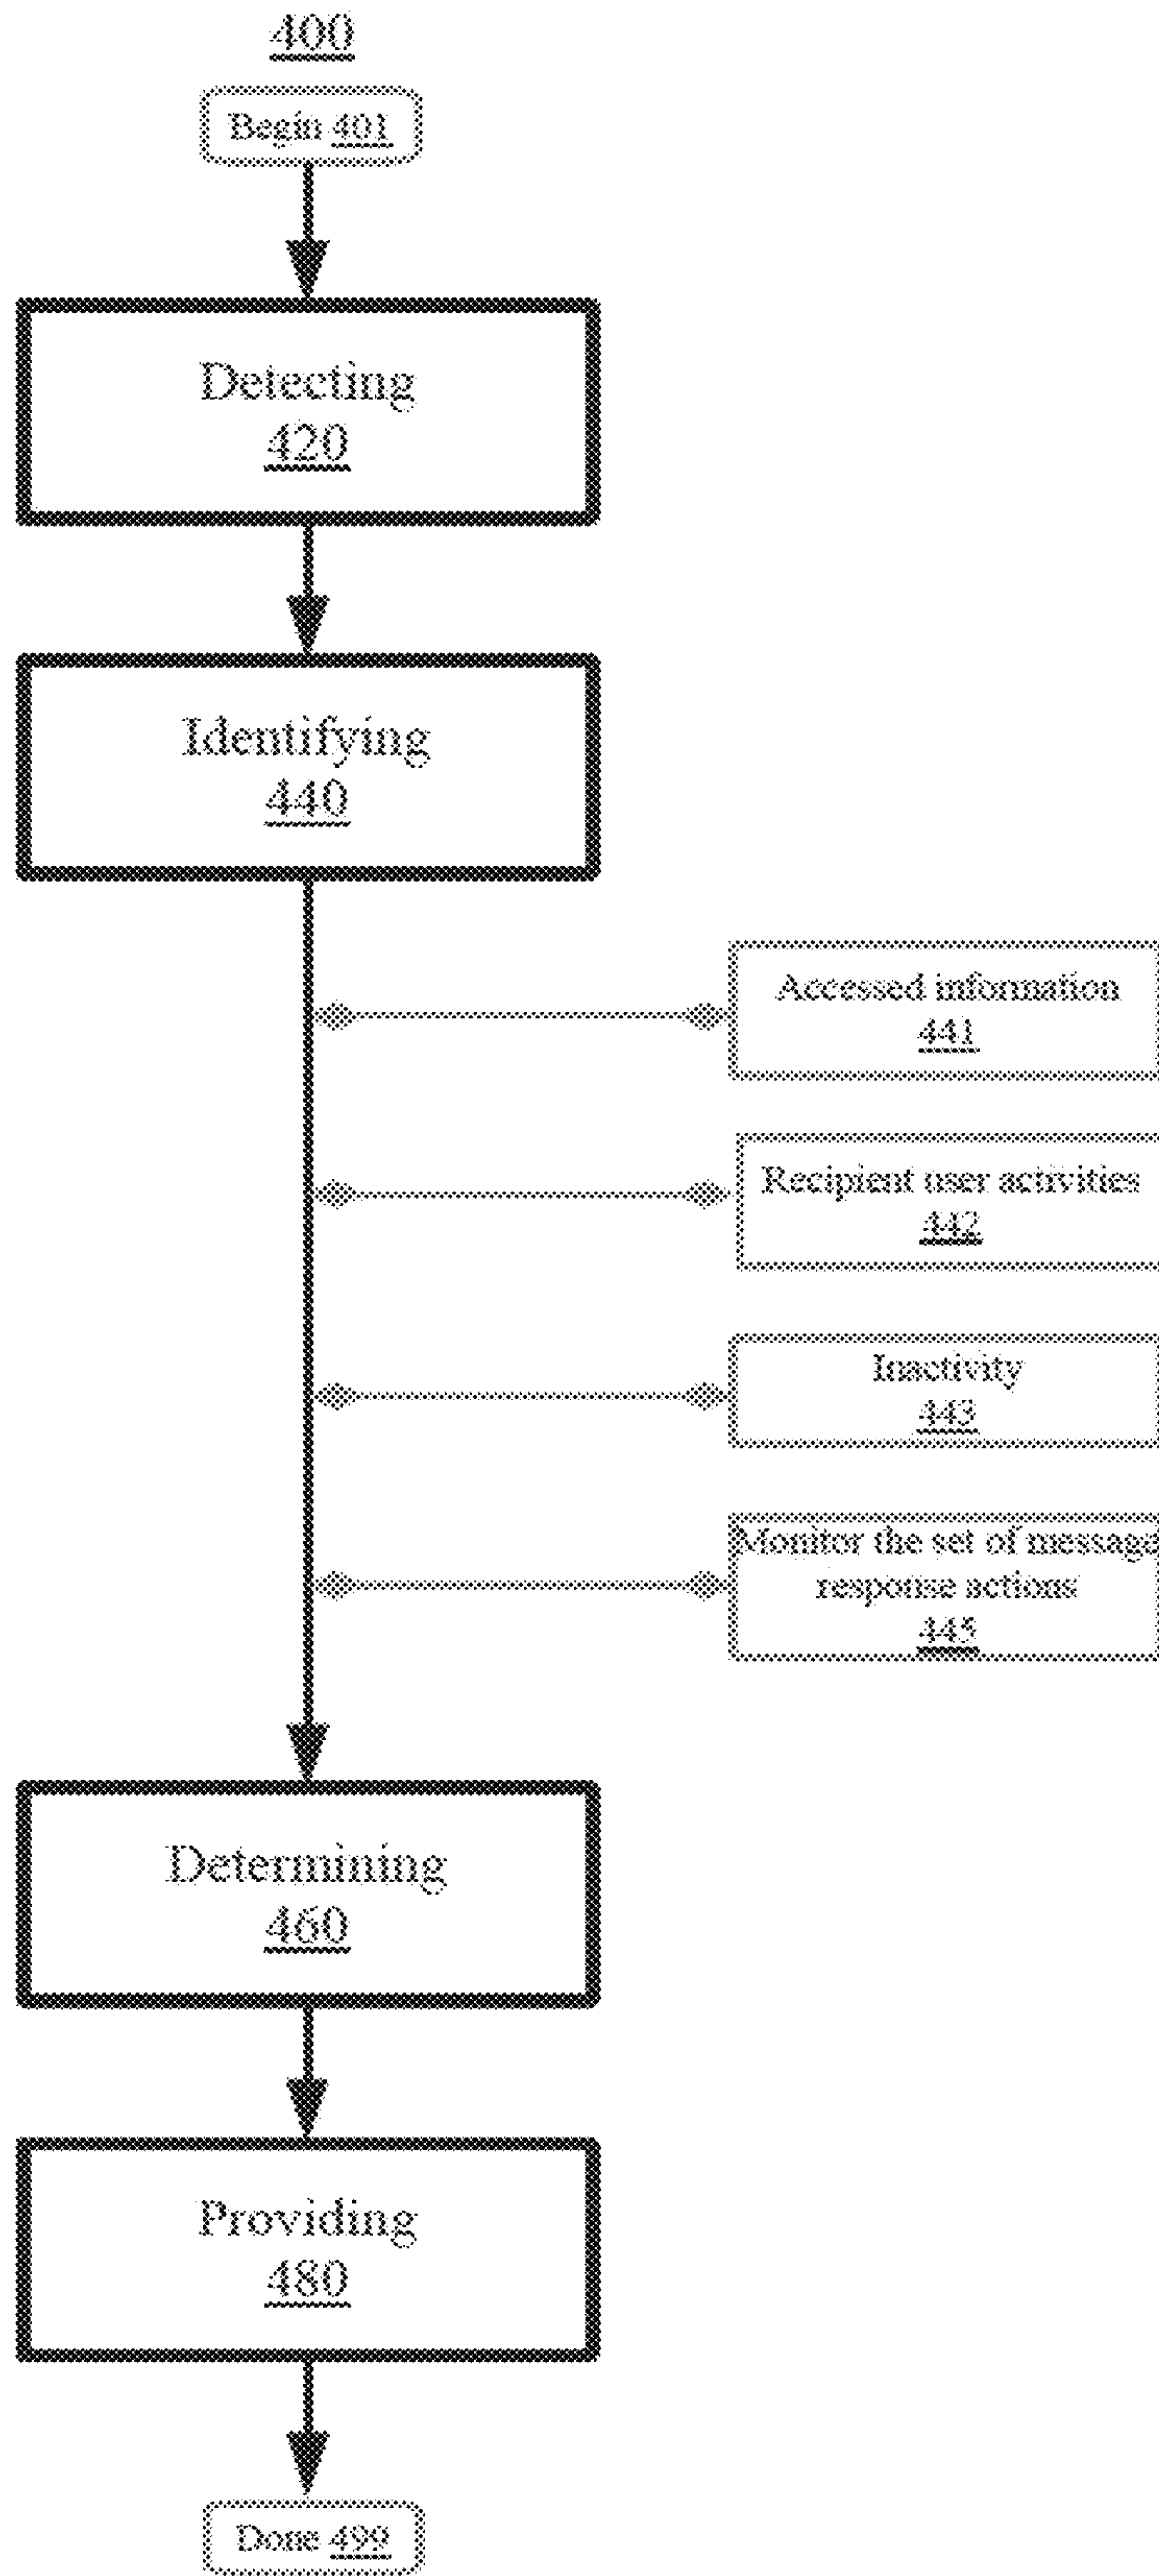 400
Begin 401
Detecting
420
Identifying
440
Accessed information
441
Recipient user activities
442
Inactivity
443
Monitor the set of message
response actions
445
Determining
460
Providing
480
Done 499